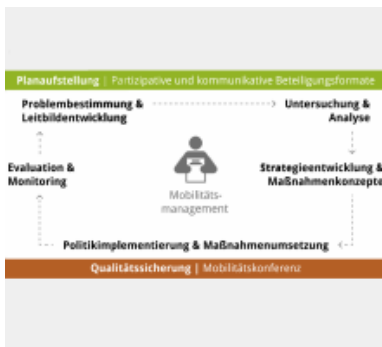 Planaufstellung | Partizipative und kommunikative Beteiligungsformate
Problembestimmung &
Leitbildentwicklung
Untersuchung &
Analyse
Evaluation &
Monitoring
Strategieentwicklung &
Maßnahmenkonzepte
Mobilitäts-
management
Politikimplementierung & Maßnahmenumsetzung
Qualitätssicherung | Mobilitätskonferenz